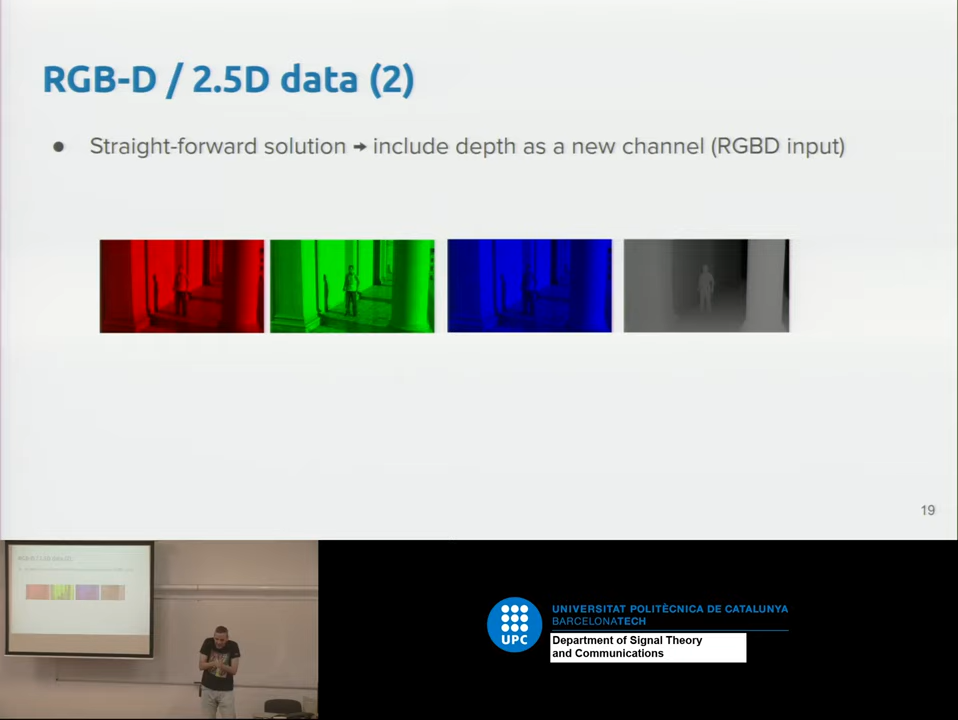 RGB-D / 2.5D data (2)
● Straight-forward solution → include depth as a new channel (RGBD input)
19
UPC
UNIVERSITAT POLITÈCNICA DE CATALUNYA
BARCELONATECH
Department of Signal Theory
and Communications